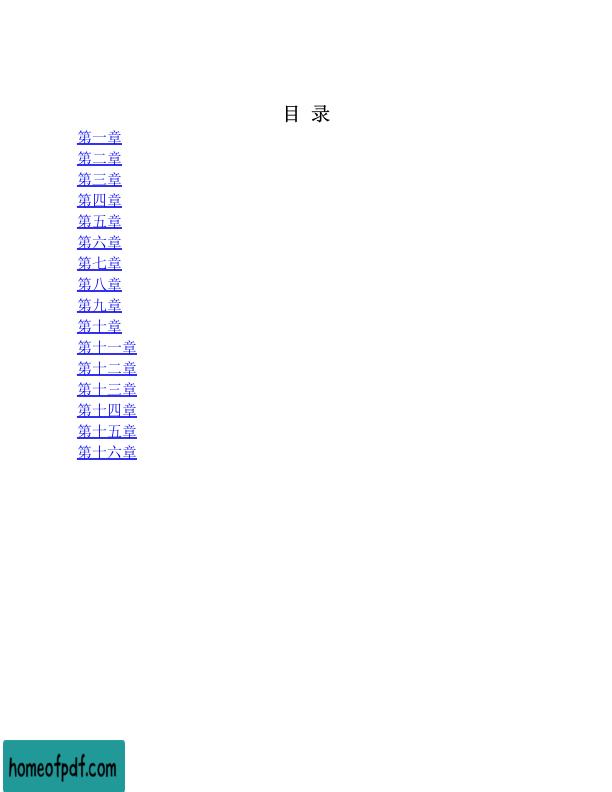 目 录
第一章
第二章
第三章
第四章
第五章
第六章
第七章
第八章
第九章
第十章
第十一章
第十二章
第十三章
第十四章
第十五章
第十六章
homeofpdf.com